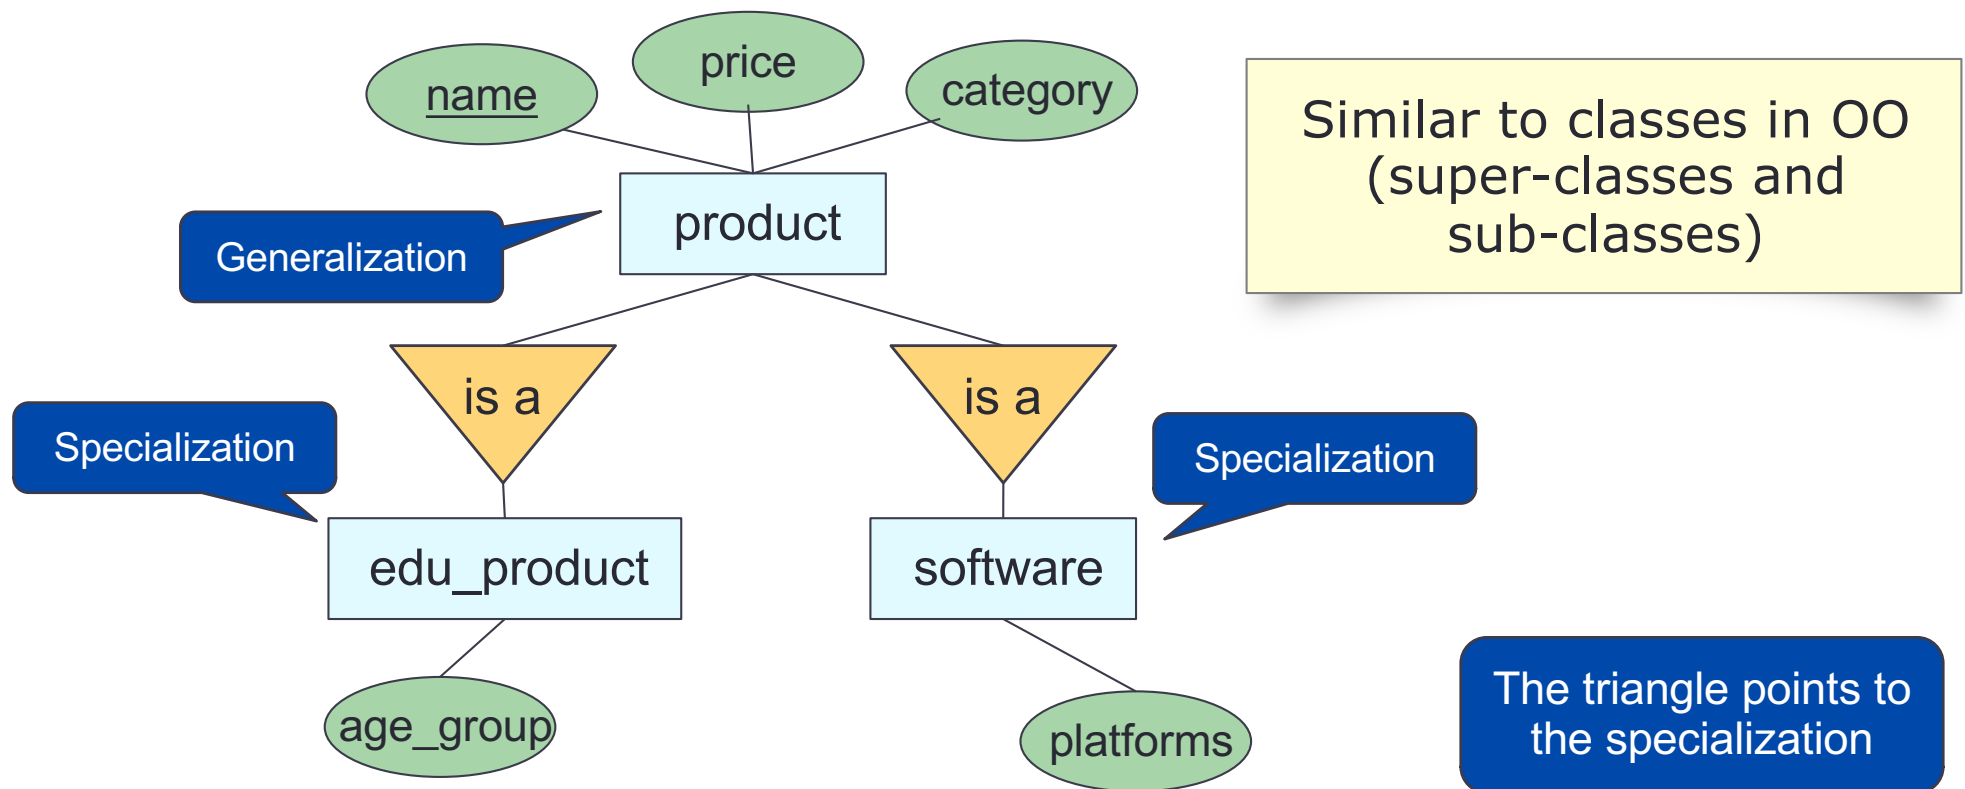 name
price
category
Similar to classes in OO
(super-classes and
sub-classes)
product
Generalization
is a
is a
Specialization
Specialization
edu_product
software
age_group
platforms
The triangle points to
the specialization